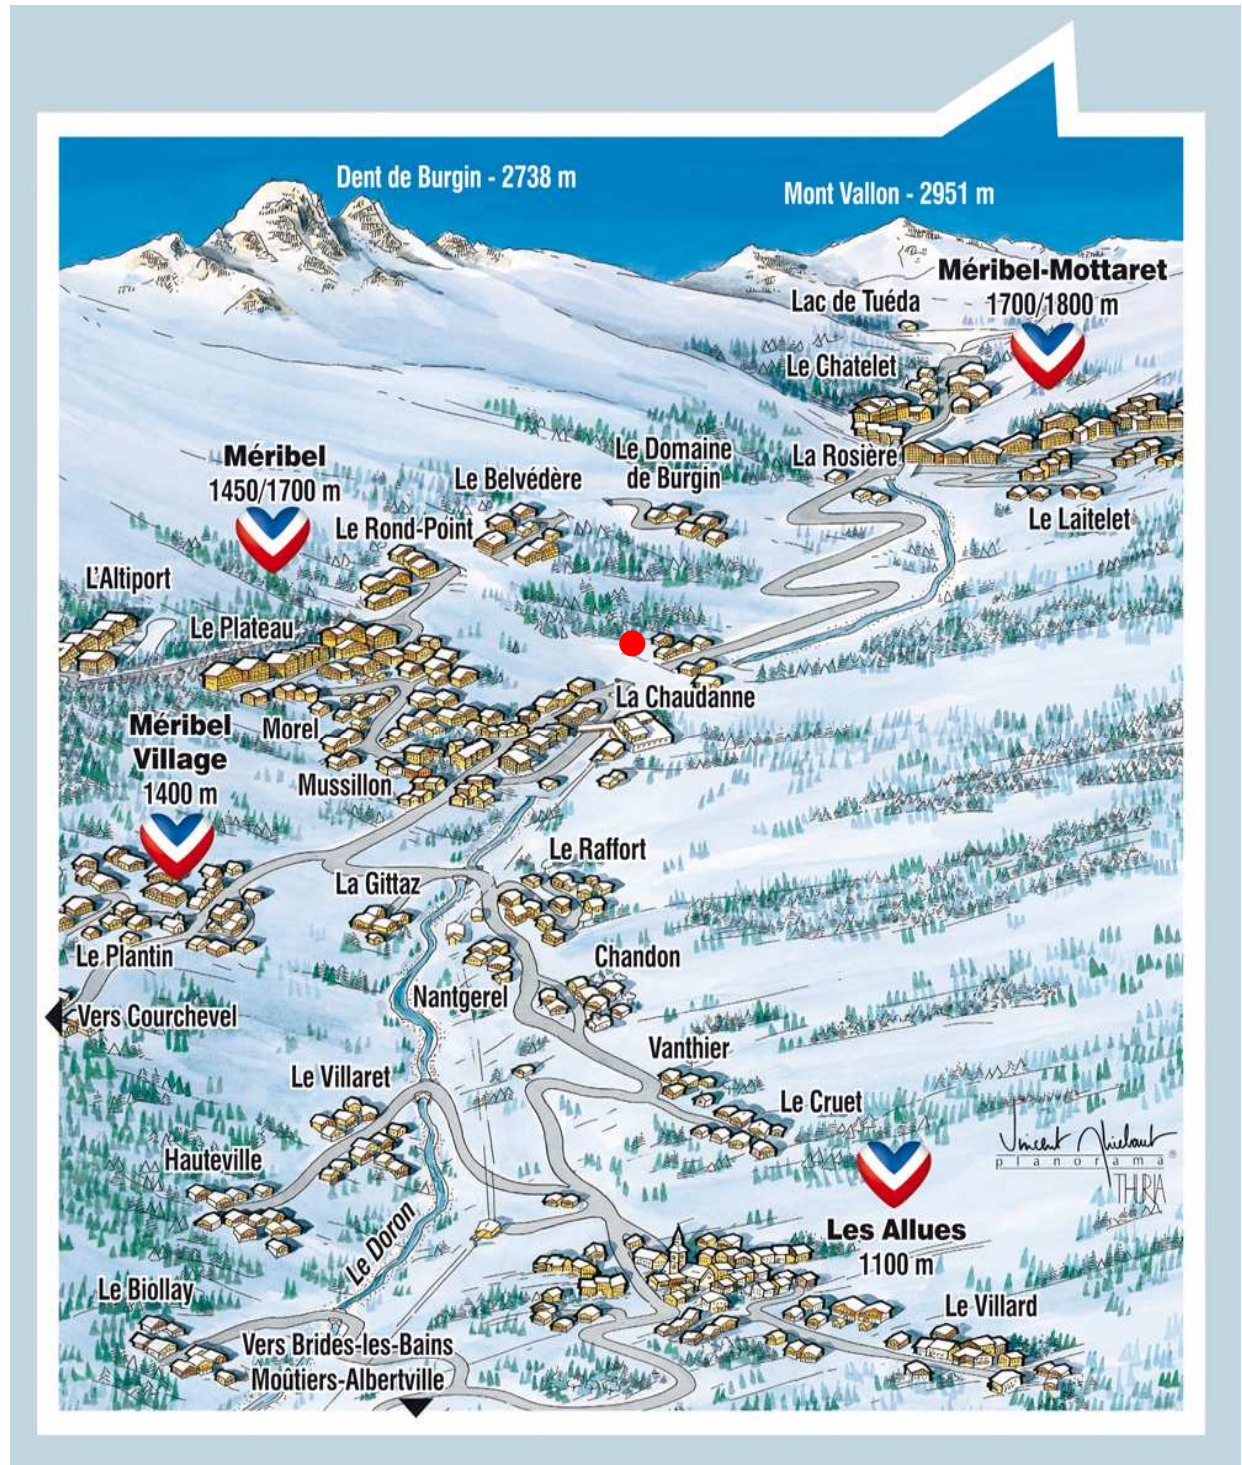 Dent de Burgin - 2738 m
Mont Vallon - 2951 m
Méribel-Mottaret
1700/1800 m
Lac de Tuéda
Le Chatelet
Méribel
1450/1700 m
Le Belvédère
Le Domaine
de Burgin
La Rosière
Le Laitelet
Le Rond-Point
L'Altiport
Le Plateau
La Chaudanne
Méribel
Village
1400 m
Morel
Mussillon
Le Raffort
La Gittaz
Le Plantin
Chandon
Nantgerel
Vers Courchevel
Vanthier
Le Villaret
Le Cruet
Vincent Thiebaut
planorama®
THURIA
Hauteville
Le Doron
Les Allues
1100 m
Le Biollay
Le Villard
Vers Brides-les-Bains
Moûtiers-Albertville